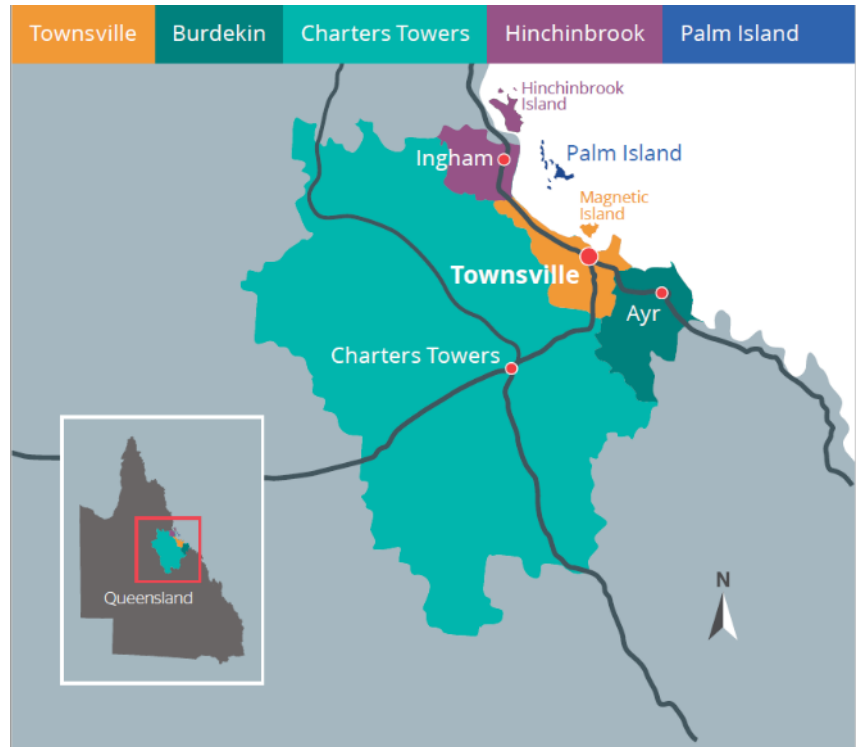 Townsville Burdekin Charters Towers Hinchinbrook Palm Island
Hinchinbrook
Island
Ingham
Palm Island
Magnetic
Island
Townsville
Ayr
Charters Towers
Queensland
N